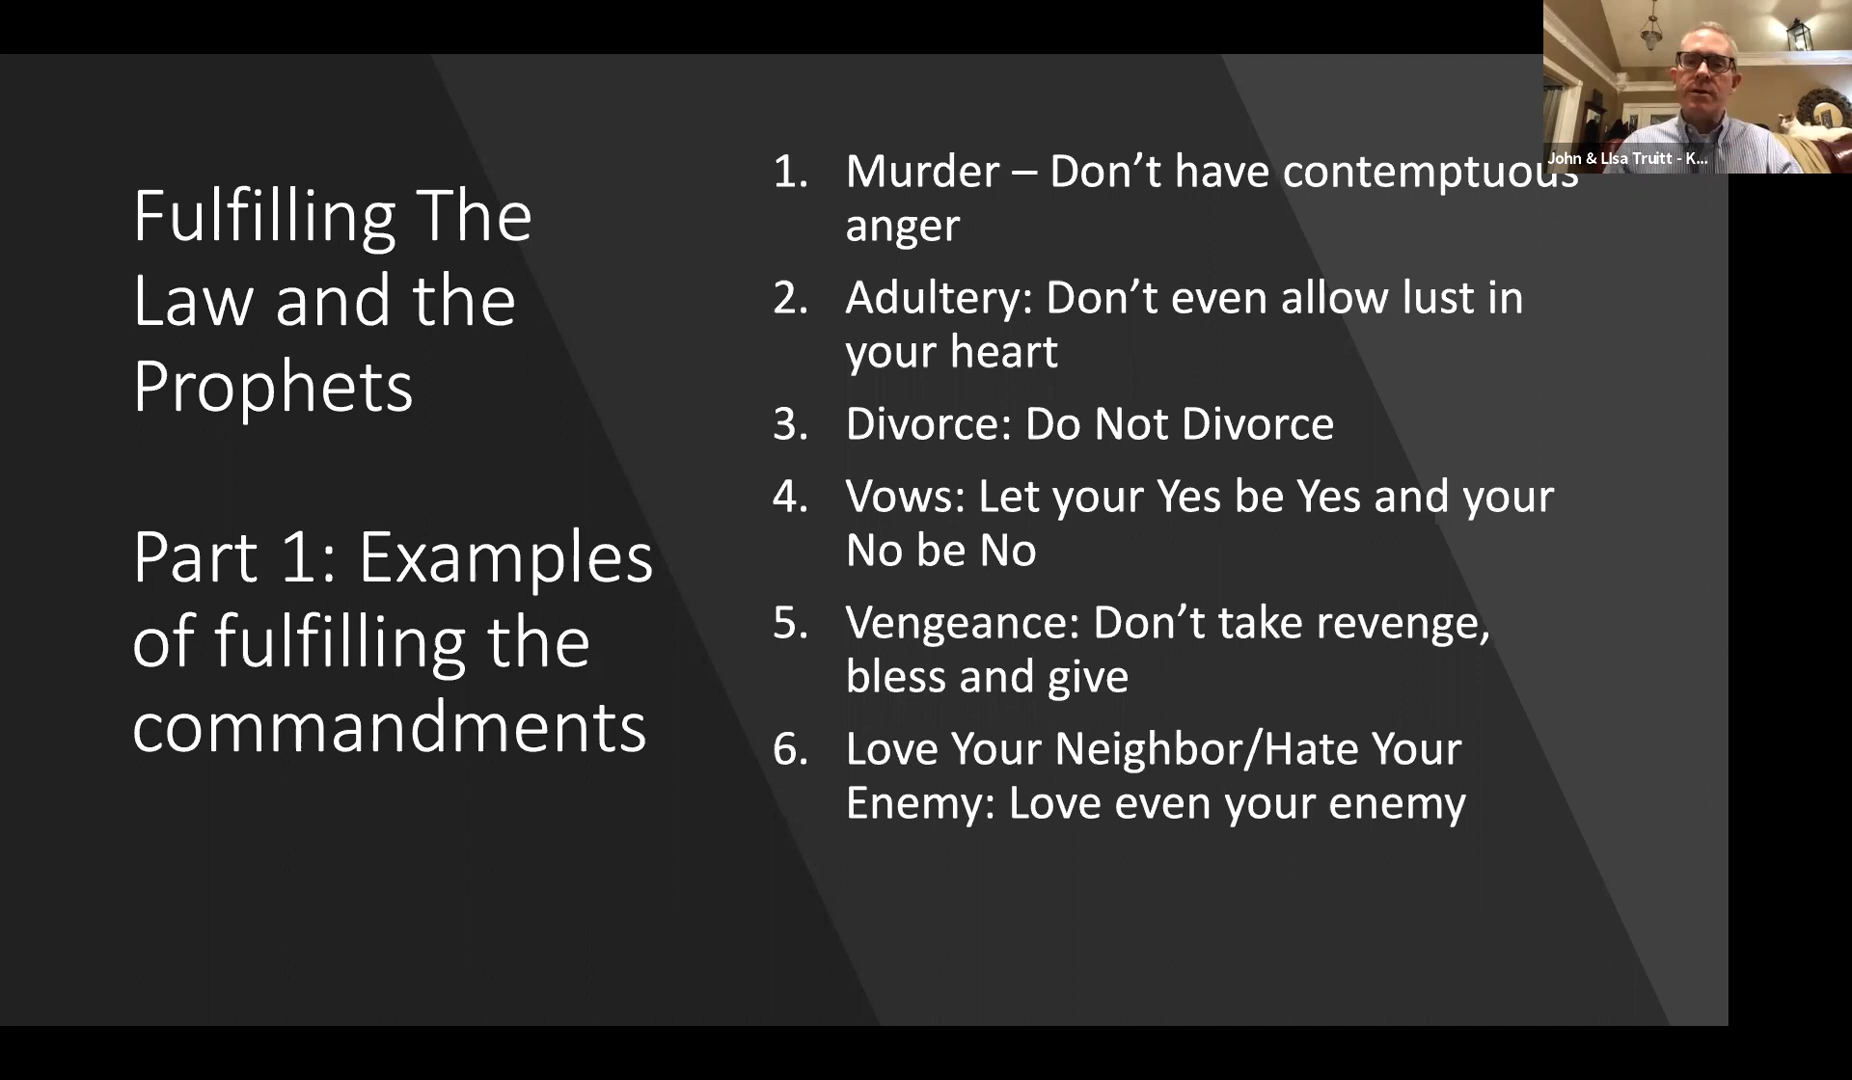 Fulfilling The
Law and the
Prophets
Part 1: Examples
of fulfilling the
commandments
1. Murder – Don’t have contemptuous
anger
2. Adultery: Don’t even allow lust in
your heart
3. Divorce: Do Not Divorce
4. Vows: Let your Yes be Yes and your
No be No
5. Vengeance: Don’t take revenge,
bless and give
6. Love Your Neighbor/Hate Your
Enemy: Love even your enemy
John & LIsa Truitt - K...